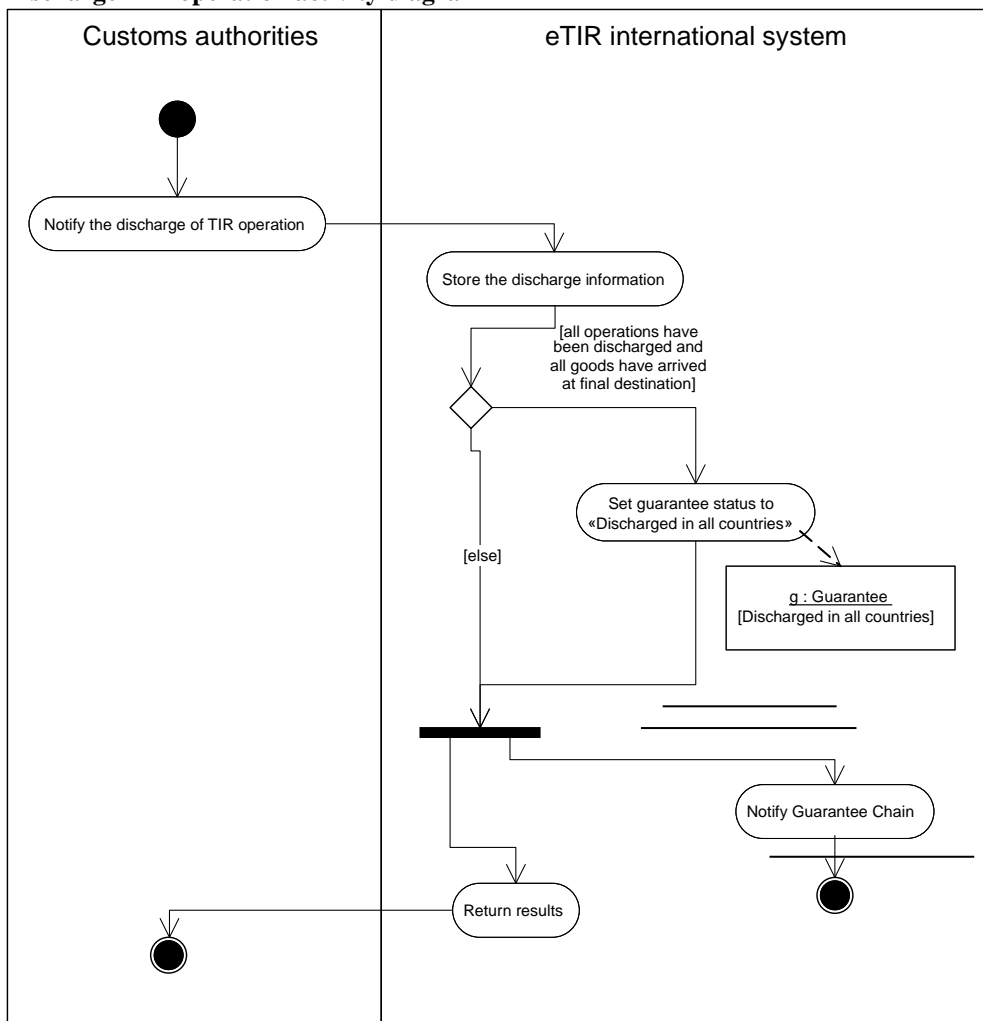 Customs authorities
eTIR international system
Notify the discharge of TIR operation
Store the discharge information
[all operations have
been discharged and
all goods have arrived
at final destination]
Set guarantee status to
«Discharged in all countries»
[else]
g : Guarantee
[Discharged in all countries]
Notify Guarantee Chain
Return results